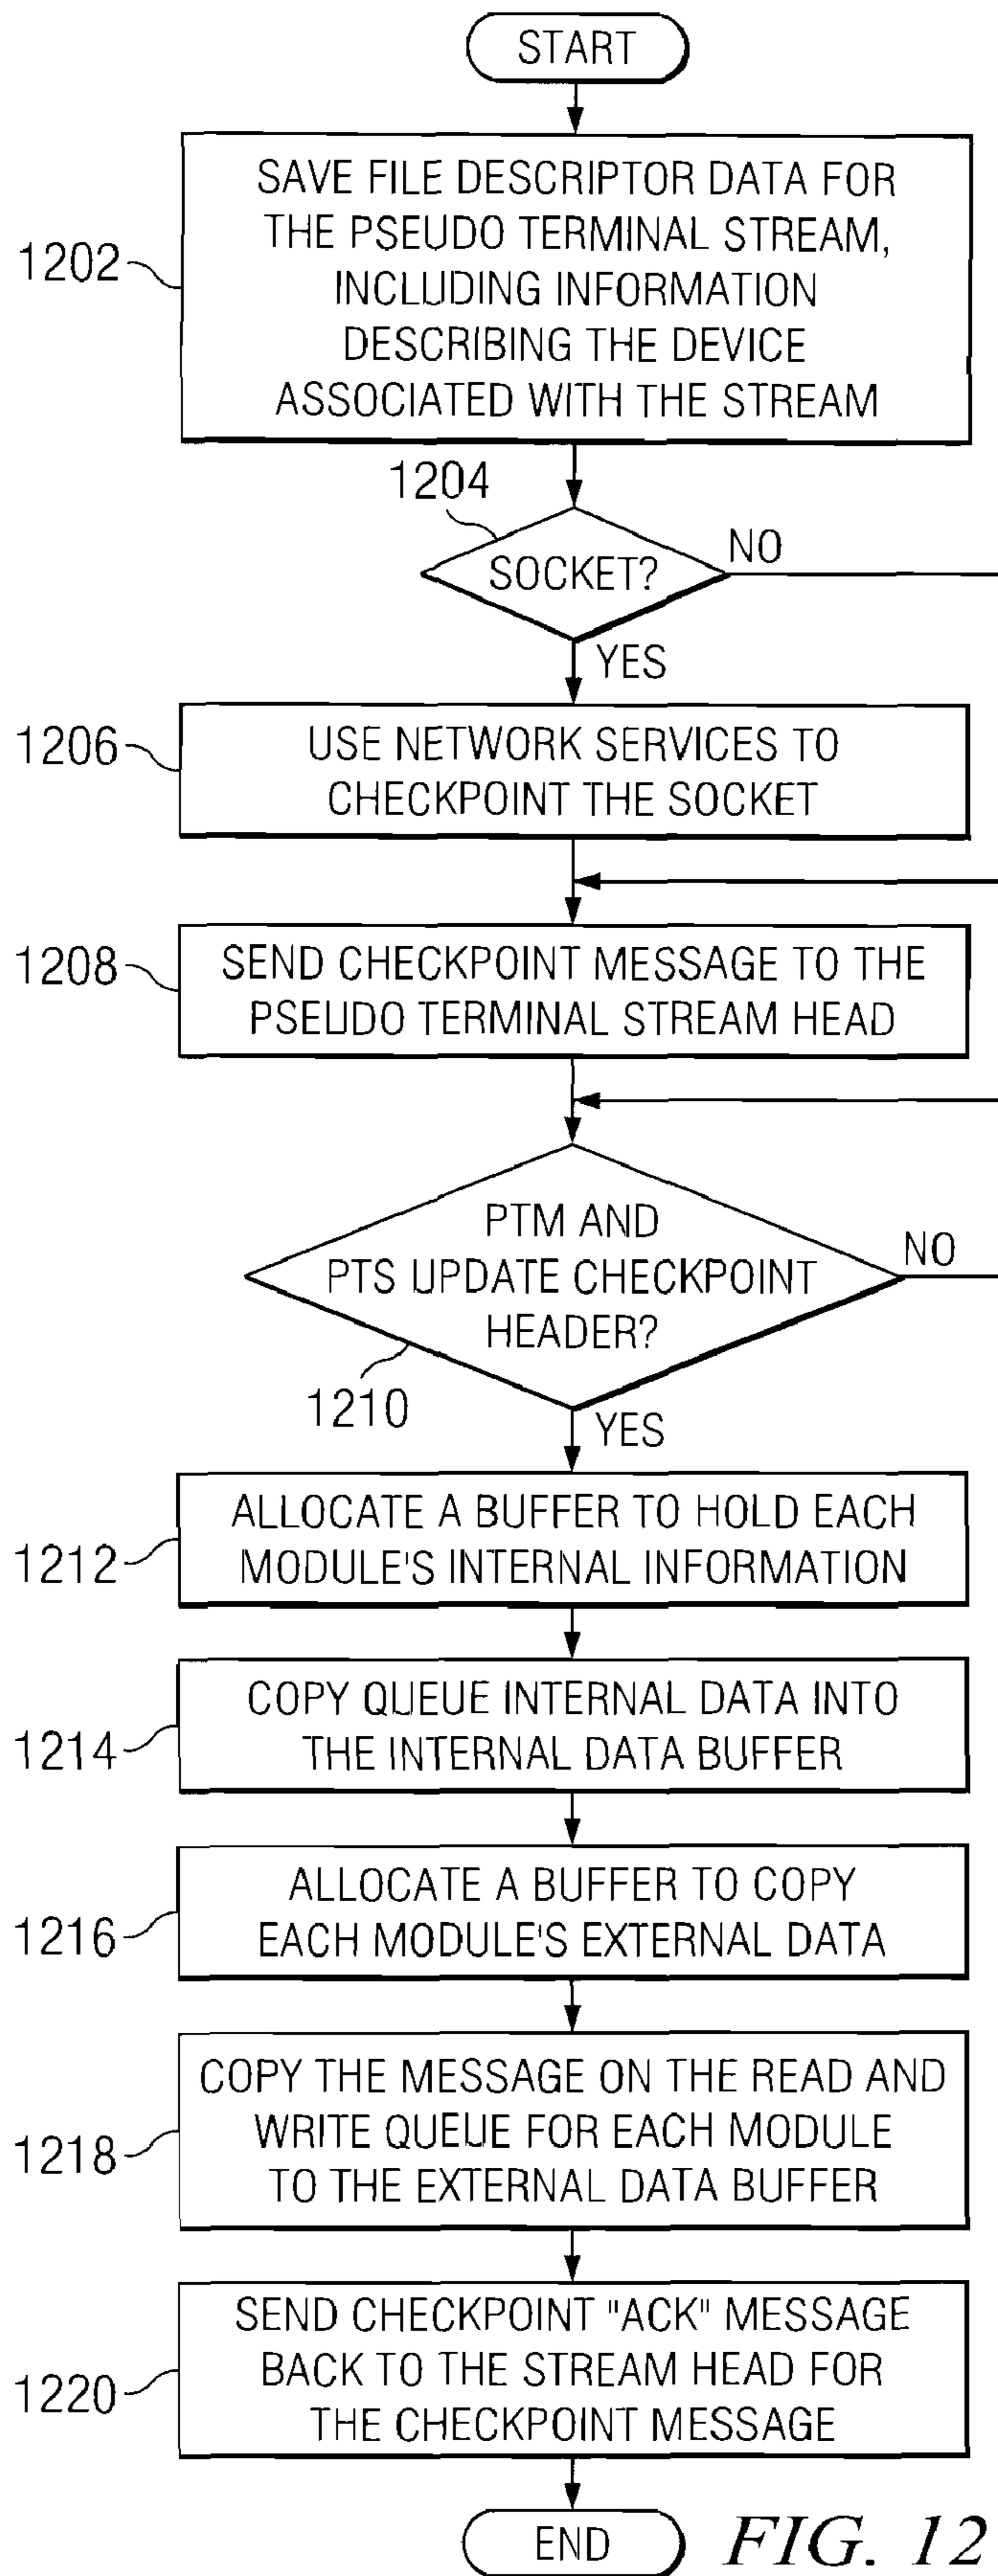 START
SAVE FILE DESCRIPTOR DATA FOR
THE PSEUDO TERMINAL STREAM,
INCLUDING INFORMATION
DESCRIBING THE DEVICE
ASSOCIATED WITH THE STREAM
1202
1204
SOCKET?
NO
YES
1206
USE NETWORK SERVICES TO
CHECKPOINT THE SOCKET
1208
SEND CHECKPOINT MESSAGE TO THE
PSEUDO TERMINAL STREAM HEAD
PTM AND
PTS UPDATE CHECKPOINT
HEADER?
NO
1210
YES
1212
ALLOCATE A BUFFER TO HOLD EACH
MODULE'S INTERNAL INFORMATION
1214
COPY QUEUE INTERNAL DATA INTO
THE INTERNAL DATA BUFFER
1216
ALLOCATE A BUFFER TO COPY
EACH MODULE'S EXTERNAL DATA
1218
COPY THE MESSAGE ON THE READ AND
WRITE QUEUE FOR EACH MODULE
TO THE EXTERNAL DATA BUFFER
1220
SEND CHECKPOINT "ACK" MESSAGE
BACK TO THE STREAM HEAD FOR
THE CHECKPOINT MESSAGE
END
FIG. 12